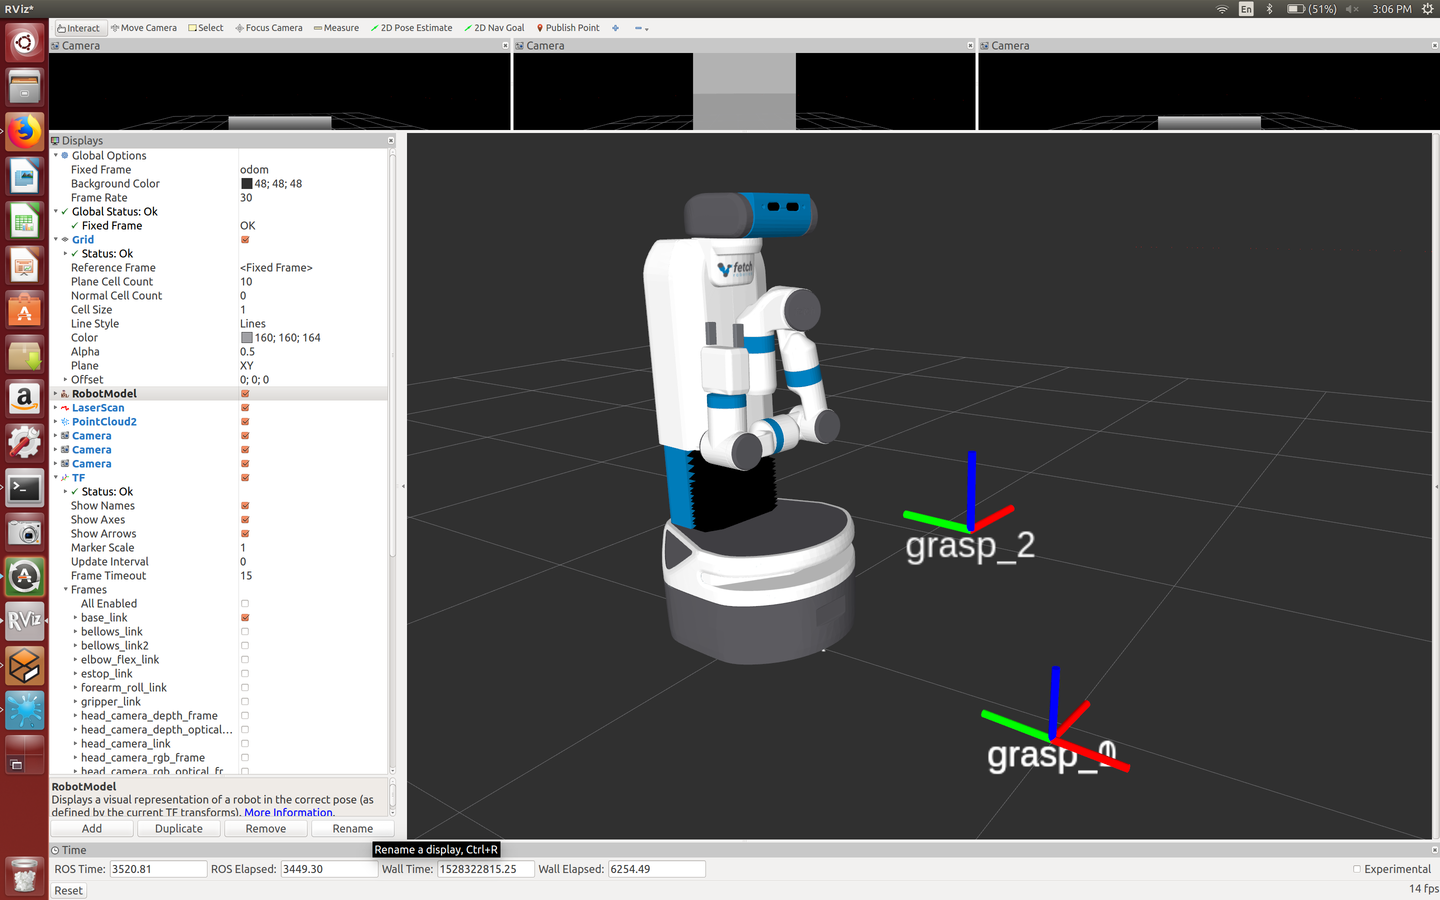 RViz*
En
(51%)
3:06 PM
Interact
Move Camera
Select
Focus Camera
Measure
2D Pose Estimate
2D Nav Goal
Publish Point
Camera
Camera
Camera
Displays
Global Options
Fixed Frame odom
Background Color 48; 48; 48
Frame Rate 30
Global Status: Ok
Fixed Frame OK
Grid
Status: Ok
Reference Frame <Fixed Frame>
Plane Cell Count 10
Normal Cell Count 0
Cell Size 1
Line Style Lines
Color 160; 160; 164
Alpha 0.5
Plane XY
Offset 0; 0; 0
RobotModel
LaserScan
PointCloud2
Camera
Camera
Camera
TF
Status: Ok
Show Names
Show Axes
Show Arrows
Marker Scale 1
Update Interval 0
Frame Timeout 15
Frames
All Enabled
base_link
bellows_link
bellows_link2
elbow_flex_link
estop_link
forearm_roll_link
gripper_link
head_camera_depth_frame
head_camera_depth_optical...
head_camera_link
head_camera_rgb_frame
head_camera_rgb_optical_fr
RobotModel
Displays a visual representation of a robot in the correct pose (as
defined by the current TF transforms). More Information.
Add
Duplicate
Remove
Rename
fetch
grasp_2
grasp_
Rename a display, Ctrl+R
Time
ROS Time: 3520.81
ROS Elapsed: 3449.30
Wall Time: 1528322815.25
Wall Elapsed: 6254.49
Experimental
Reset
14 fps
RViz